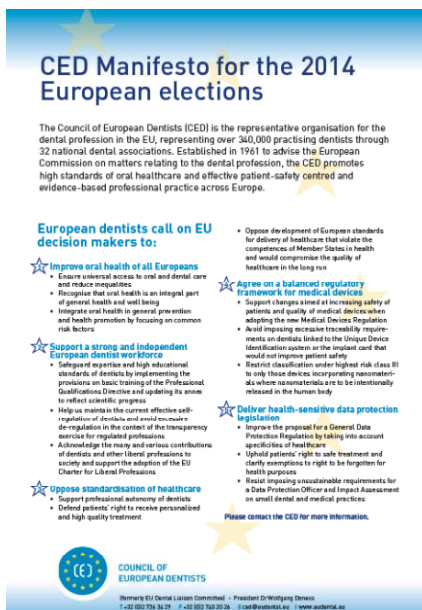 CED Manifesto for the 2014
European elections
The Council of European Dentists (CED) is the representative organisation for the
dental profession in the EU, representing over 340,000 practising dentists through
32 national dental associations. Established in 1961 to advise the European
Commission on matters relating to the dental profession, the CED promotes
high standards of oral healthcare and effective patient-safety centred and
evidence-based professional practice across Europe.
European dentists call on EU
decision makers to:
Improve oral health of all Europeans
• Ensure universal access to oral and dental care
and reduce inequalities
• Recognise that oral health is an integral part
of general health and well being
• Integrate oral health in general prevention
and health promotion by focusing on common
risk factors
Support a strong and independent
European dentist workforce
• Safeguard expertise and high educational
standards of dentists by implementing the
provisions on basic training of the Professional
Qualifications Directive and updating its annex
to reflect scientific progress
• Help us maintain the current effective self-
regulation of dentists and avoid excessive
de-regulation in the context of the transparency
exercise for regulated professions
• Acknowledge the many and various contributions
of dentists and other liberal professions to
society and support the adoption of the EU
Charter for Liberal Professions
Oppose standardisation of healthcare
• Support professional autonomy of dentists
• Defend patients' right to receive personalized
and high quality treatment
• Oppose development of European standards
for delivery of healthcare that violate the
competences of Member States in health
and would compromise the quality of
healthcare in the long run
Agree on a balanced regulatory
framework for medical devices
• Support changes aimed at increasing safety of
patients and quality of medical devices when
adopting the new Medical Devices Regulation
• Avoid imposing excessive traceability require-
ments on dentists linked to the Unique Device
Identification system or the implant card that
would not improve patient safety
• Restrict classification under highest risk class III
to only those devices incorporating nanomateri-
als where nanomaterials are to be intentionally
released in the human body
Deliver health-sensitive data protection
legislation
• Improve the proposal for a General Data
Protection Regulation by taking into account
specificities of healthcare
• Uphold patients' right to safe treatment and
clarify exemptions to right to be forgotten for
health purposes
• Resist imposing unsustainable requirements for
a Data Protection Officer and Impact Assessment
on small dental and medical practices
Please contact the CED for more information.
COUNCIL OF
EUROPEAN DENTISTS
(formerly EU Dental Liaison Committee) • President Dr Wolfgang Doneus
T +32 (0)2 736 34 29 F +32 (0)2 740 20 26 E ced@eudental.eu I www.eudental.eu